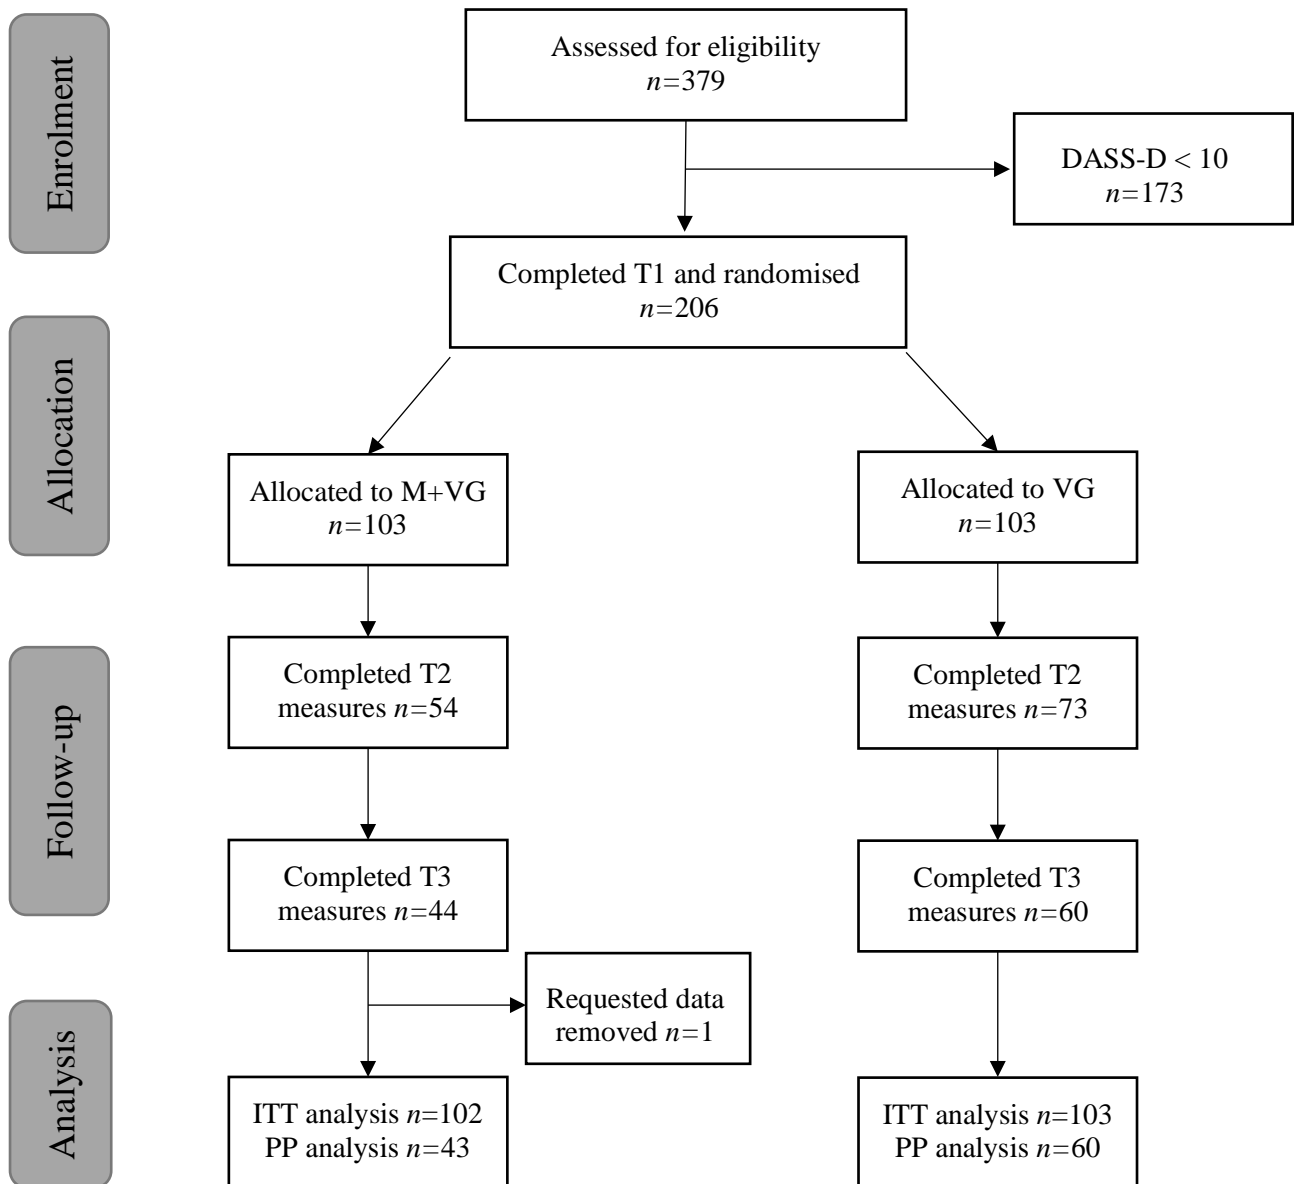 Enrolment
Assessed for eligibility
n=379
DASS-D < 10
n=173
Completed T1 and randomised
n=206
Allocation
Allocated to M+VG
n=103
Allocated to VG
n=103
Follow-up
Completed T2
measures n=54
Completed T2
measures n=73
Completed T3
measures n=44
Completed T3
measures n=60
Requested data
removed n=1
Analysis
ITT analysis n=102
PP analysis n=43
ITT analysis n=103
PP analysis n=60